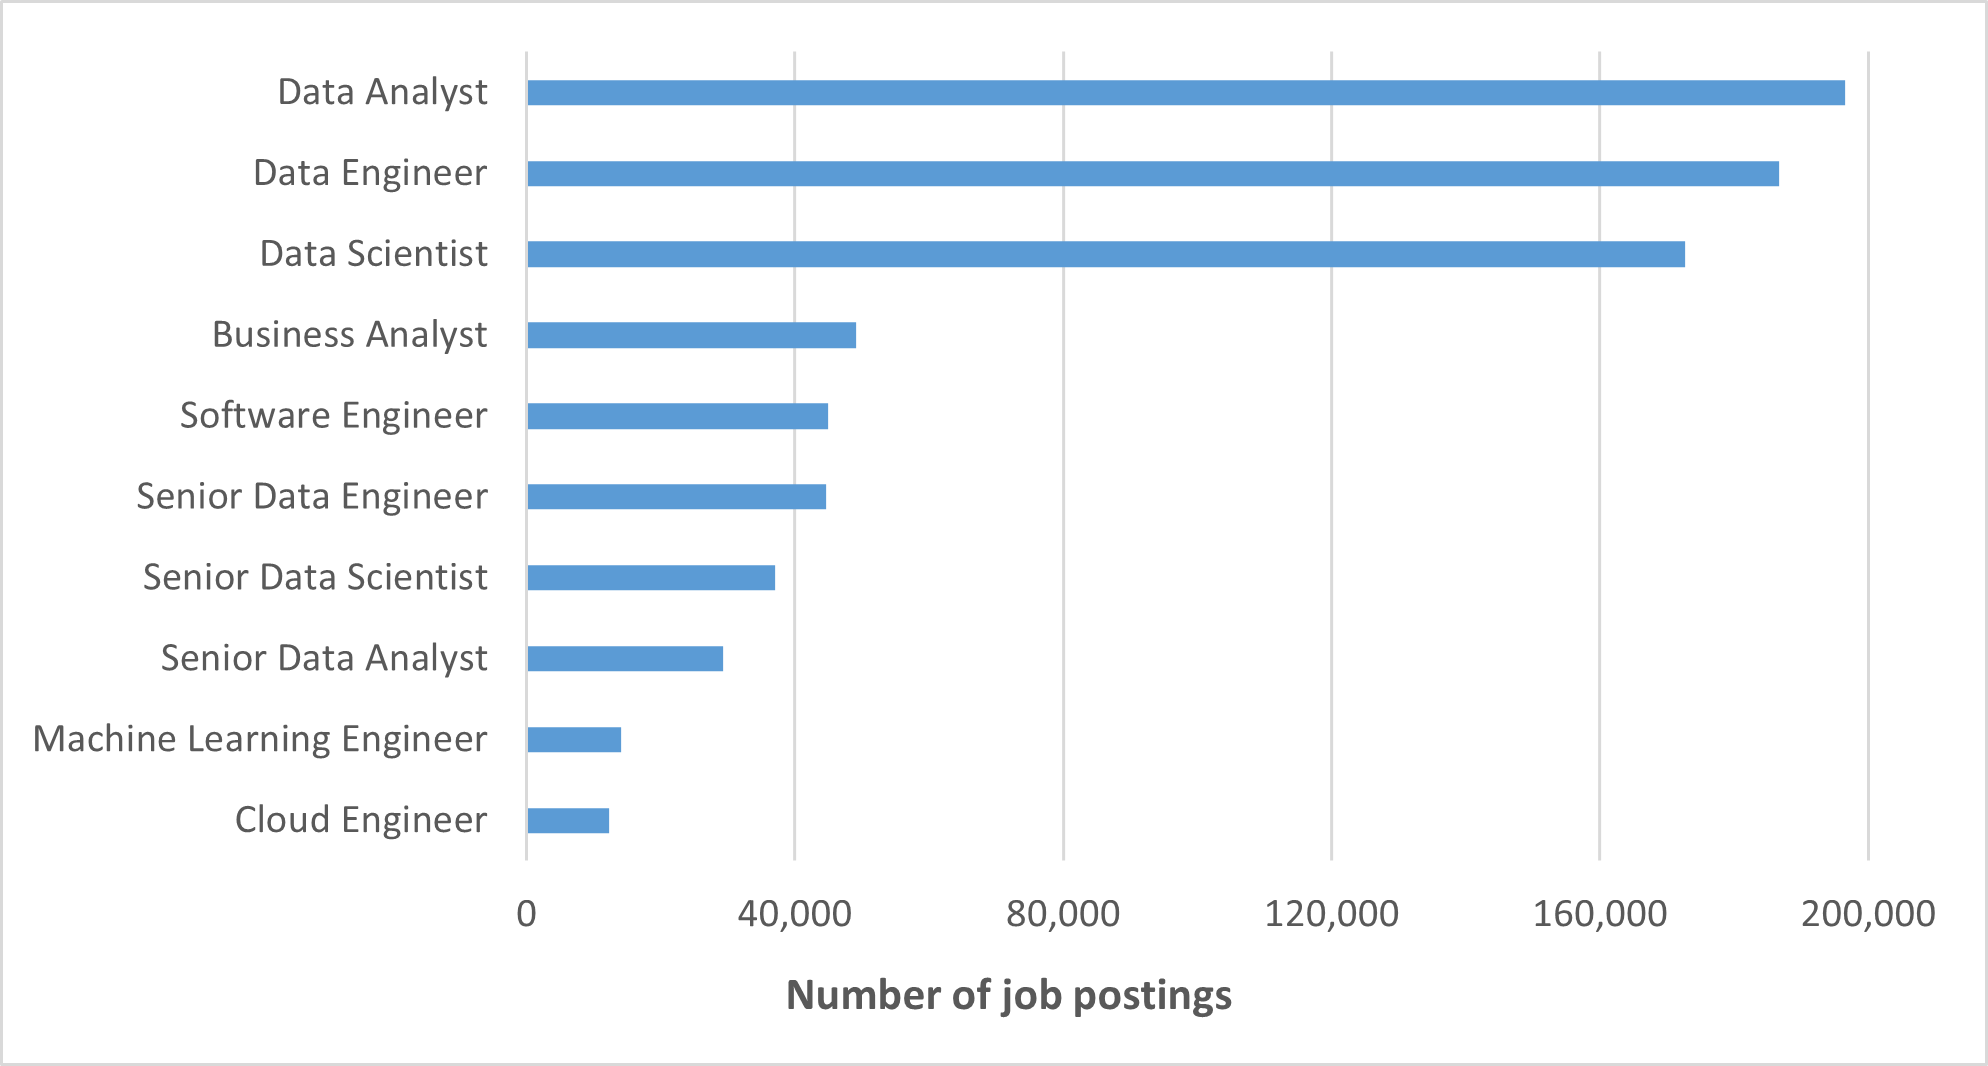 Data Analyst
Data Engineer
Data Scientist
Business Analyst
Software Engineer
Senior Data Engineer
Senior Data Scientist
Senior Data Analyst
Machine Learning Engineer
Cloud Engineer
0 40,000 80,000 120,000 160,000 200,000
Number of job postings